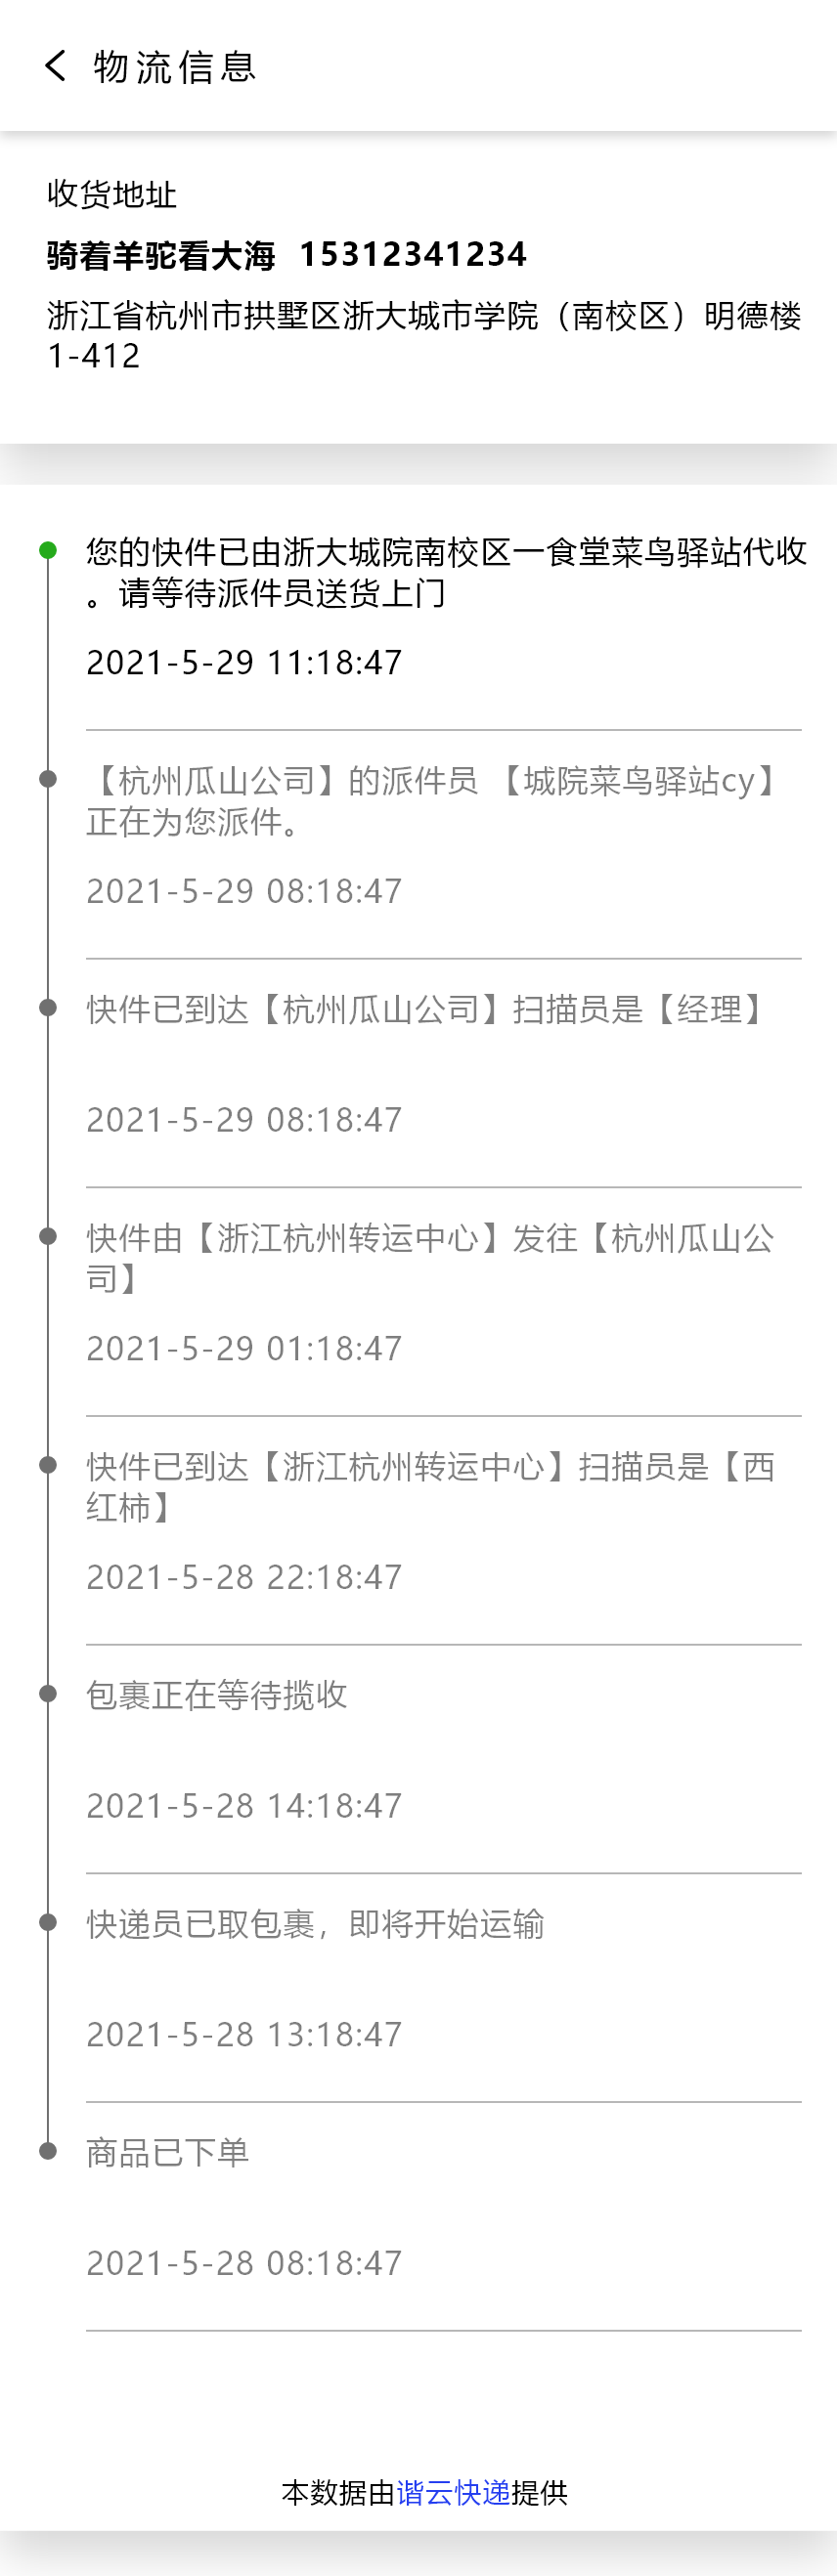 物流信息
收货地址
骑着羊驼看大海 15312341234
浙江省杭州市拱墅区浙大城市学院（南校区）明德楼
1-412
您的快件已由浙大城院南校区一食堂菜鸟驿站代收
。请等待派件员送货上门
2021-5-29 11:18:47
【杭州瓜山公司】的派件员 【城院菜鸟驿站cy】
正在为您派件。
2021-5-29 08:18:47
快件已到达【杭州瓜山公司】扫描员是【经理】
2021-5-29 08:18:47
快件由【浙江杭州转运中心】发往【杭州瓜山公
司】
2021-5-29 01:18:47
快件已到达【浙江杭州转运中心】扫描员是【西
红柿】
2021-5-28 22:18:47
包裹正在等待揽收
2021-5-28 14:18:47
快递员已取包裹，即将开始运输
2021-5-28 13:18:47
商品已下单
2021-5-28 08:18:47
本数据由谐云快递提供